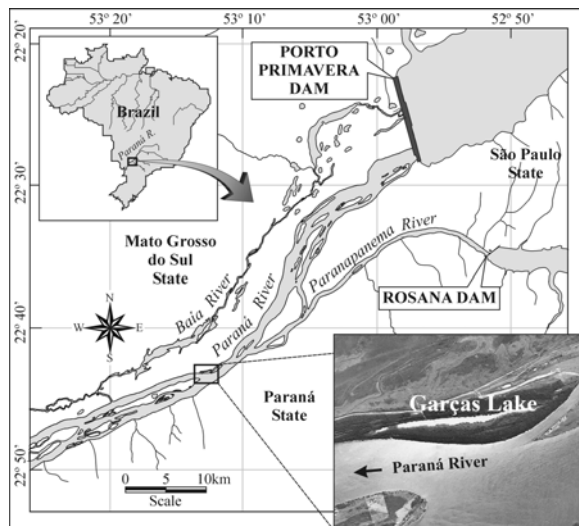 53° 20'
53° 10'
53° 00'
52° 50'
22° 20'
22° 30'
22° 40'
22° 50'
Brazil
Paraná R.
PORTO
PRIMAVERA
DAM
São Paulo
State
Mato Grosso
do Sul
State
Baia River
Paraná River
Paranapanema River
ROSANA DAM
N
W
E
S
Paraná
State
0 5 10km
Scale
Garças Lake
Paraná River